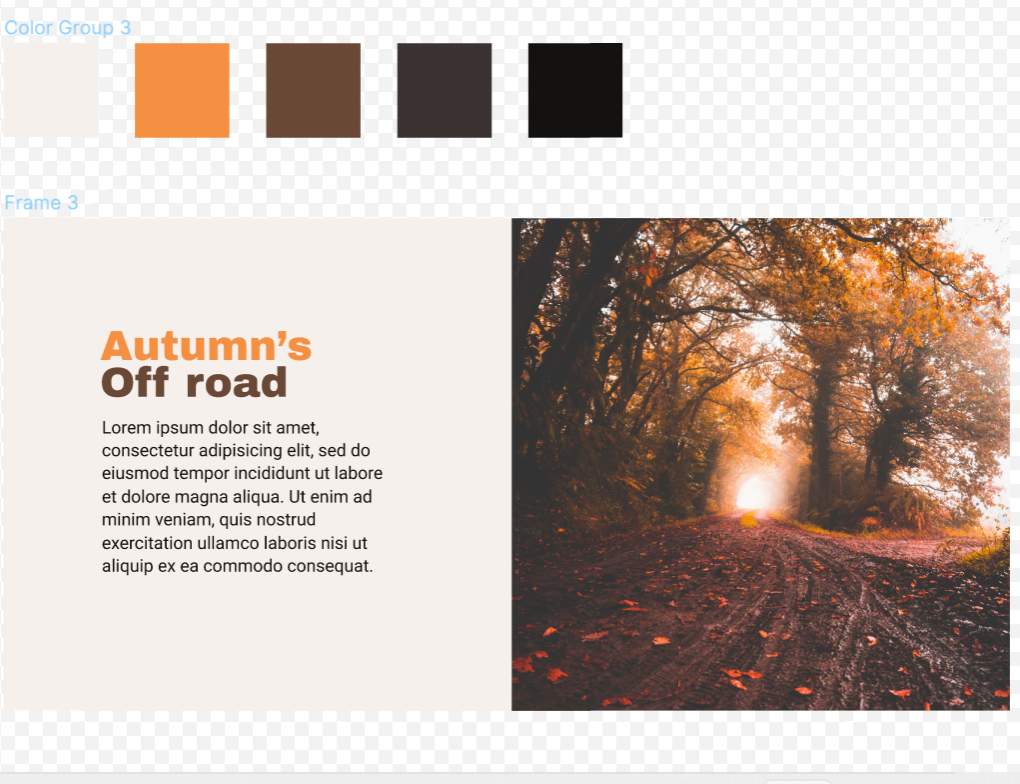 Color Group 3
Frame 3
Autumn’s
Off road
Lorem ipsum dolor sit amet,
consectetur adipisicing elit, sed do
eiusmod tempor incididunt ut labore
et dolore magna aliqua. Ut enim ad
minim veniam, quis nostrud
exercitation ullamco laboris nisi ut
aliquip ex ea commodo consequat.